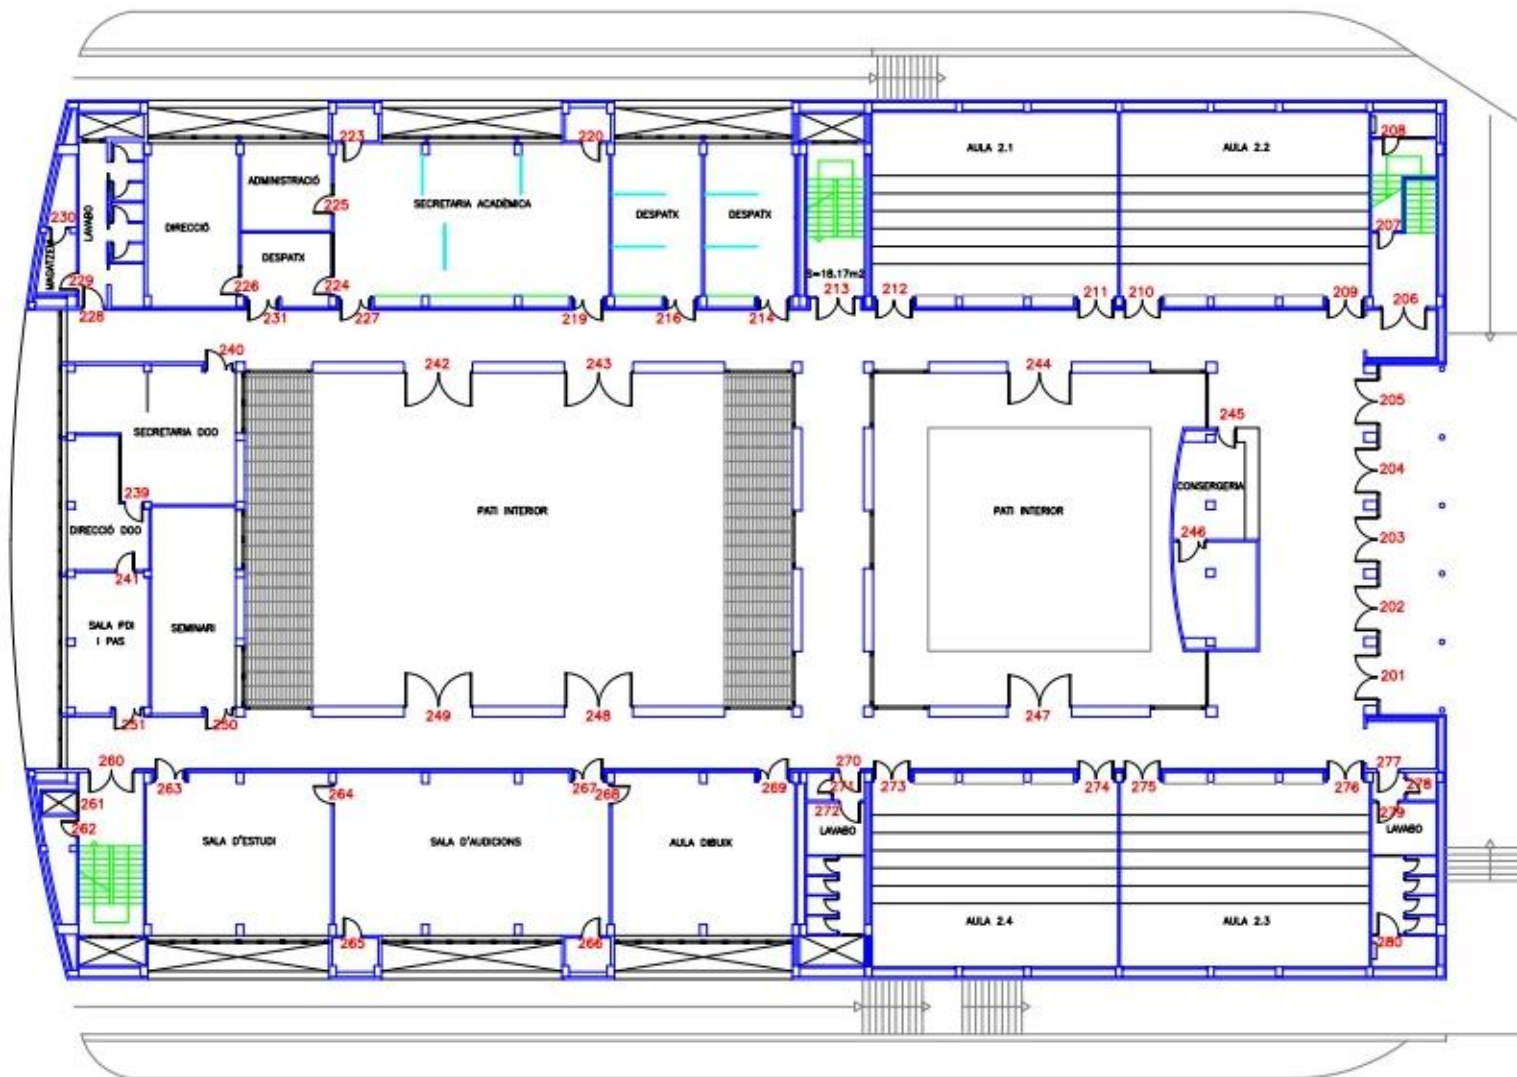 223
220
208
AULA 2.1
AULA 2.2
ADMINISTRACIÓ
225
SECRETARIA ACADÈMICA
DESPATX
DESPATX
230
LAVABO
DIRECCIÓ
207
MAGATZEM
DESPATX
229
226
224
S=18.17m2
213
212
211
210
209
206
228
231
227
219
216
214
240
242
243
244
205
245
SECRETARIA DOO
204
CONSERGERIA
239
DIRECCIÓ DOO
PATI INTERIOR
PATI INTERIOR
246
203
241
SALA PDI
I PAS
SEMINARI
202
201
251
250
249
248
247
260
263
264
267
268
269
270
271
273
274
275
276
277
278
261
272
279
262
LAVABO
LAVABO
SALA D'ESTUDI
SALA D'AUDICIONS
AULA DIBUIX
AULA 2.4
AULA 2.3
265
266
280